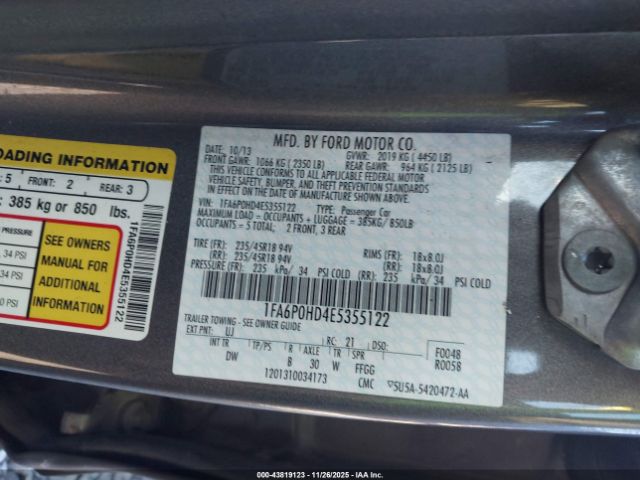 OADING INFORMATION
: 5 FRONT: 2 REAR: 3
: 385 kg or 850 lbs.
PRESSURE
, 34 PSI
, 34 PSI
0 PSI
SEE OWNERS
MANUAL FOR
ADDITIONAL
INFORMATION
1FA6P0HD4E5355122
MFD. BY FORD MOTOR CO.
DATE: 10/13 GVWR: 2019 KG ( 4450 LB)
FRONT GAWR: 1066 KG ( 2350 LB) REAR GAWR: 964 KG ( 2125 LB)
THIS VEHICLE CONFORMS TO ALL APPLICABLE FEDERAL MOTOR
VEHICLE SAFETY, BUMPER, AND THEFT PREVENTION STANDARDS
IN EFFECT ON THE DATE OF MANUFACTURE SHOWN ABOVE.
VIN: 1FA6P0HD4E5355122 TYPE: Passenger Car
MAXIMUM LOAD = OCCUPANTS + LUGGAGE = 385KG/ 850LB
OCCUPANTS = 5 TOTAL; 2 FRONT, 3 REAR
TIRE (FR): 235/45R18 94V RIMS (FR): 18x8.0J
(RR): 235/45R18 94V (RR): 18x8.0J
PRESSURE (FR): 235 kPa/ 34 PSI COLD (RR): 235 kPa/ 34 PSI COLD
1FA6P0HD4E5355122
TRAILER TOWING - SEE OWNER GUIDE
EXT PNT: UJ RC: 21 DSO: F0048
INT TR TP/PS R AXLE TR SPR R0058
DW B 30 W FFGG
1201310034173 CMC 5U5A-5420472-AA
000-43819123 - 11/26/2025 - IAA Inc.